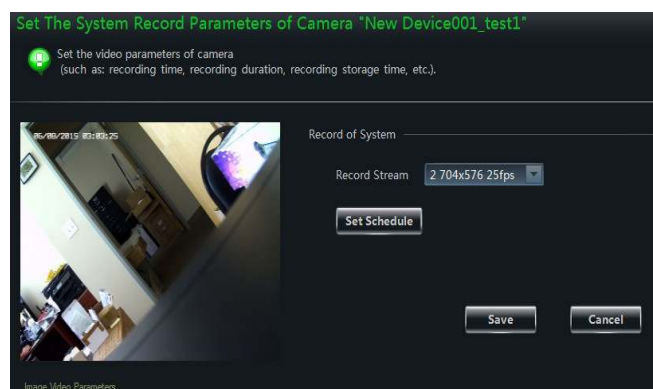 Set The System Record Parameters of Camera "New Device001_test1"
Set the video parameters of camera
(such as: recording time, recording duration, recording storage time, etc.).
06/08/2015 03:03:25
Record of System
Record Stream 2 704x576 25fps
Set Schedule
Save Cancel
Image Video Parameters